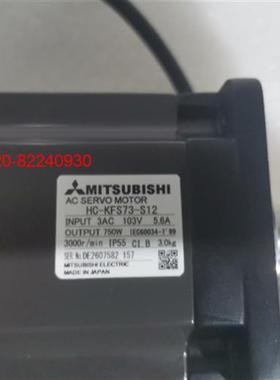 20-82240930
MITSUBISHI
AC SERVO MOTOR
HC-KFS73-S12
INPUT 3AC 103V 5.6A
OUTPUT 750W IEC60034-1'99
3000r/min IP55 CI.B 3.0kg
SER.No.DE2607582 157
MITSUBISHI ELECTRIC
MADE IN JAPAN